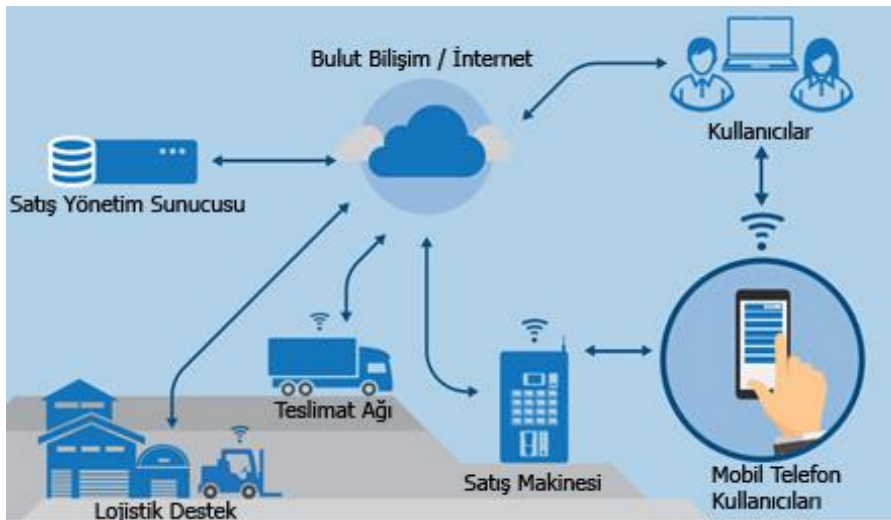 Bulut Bilişim / İnternet
Kullanıcılar
Satış Yönetim Sunucusu
Teslimat Ağı
Satış Makinesi
Mobil Telefon
Kullanıcıları
Lojistik Destek